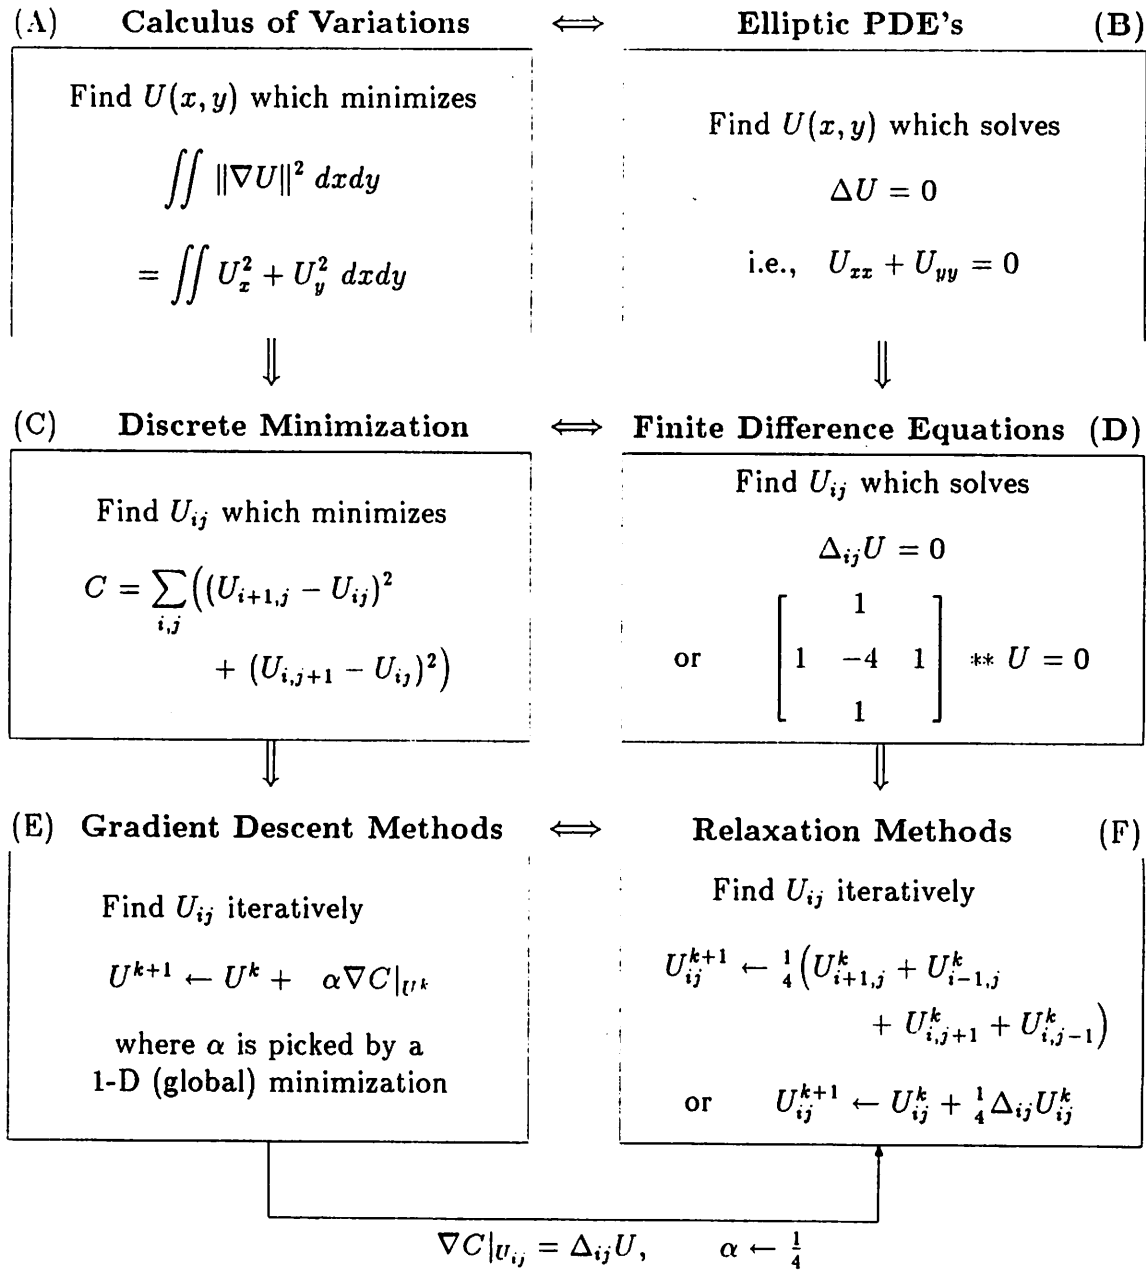 (A) Calculus of Variations ⟺ Elliptic PDE's (B)
Find U(x, y) which minimizes
∬ ‖∇U‖² dxdy
= ∬ U_x² + U_y² dxdy
Find U(x, y) which solves
ΔU = 0
i.e., U_xx + U_yy = 0
⇓ ⇓
(C) Discrete Minimization ⟺ Finite Difference Equations (D)
Find U_ij which minimizes
C = ∑_{i,j} ((U_{i+1,j} − U_ij)²
+ (U_{i,j+1} − U_ij)²)
Find U_ij which solves
Δ_ij U = 0
1
or [1 −4 1] ** U = 0
1
⇓ ⇓
(E) Gradient Descent Methods ⟺ Relaxation Methods (F)
Find U_ij iteratively
U^{k+1} ← U^k + α∇C|_{U^k}
where α is picked by a
1-D (global) minimization
Find U_ij iteratively
U_ij^{k+1} ← ¼(U_{i+1,j}^k + U_{i−1,j}^k
+ U_{i,j+1}^k + U_{i,j−1}^k)
or U_ij^{k+1} ← U_ij^k + ¼Δ_ij U_ij^k
∇C|_{U_ij} = Δ_ij U, α ← ¼